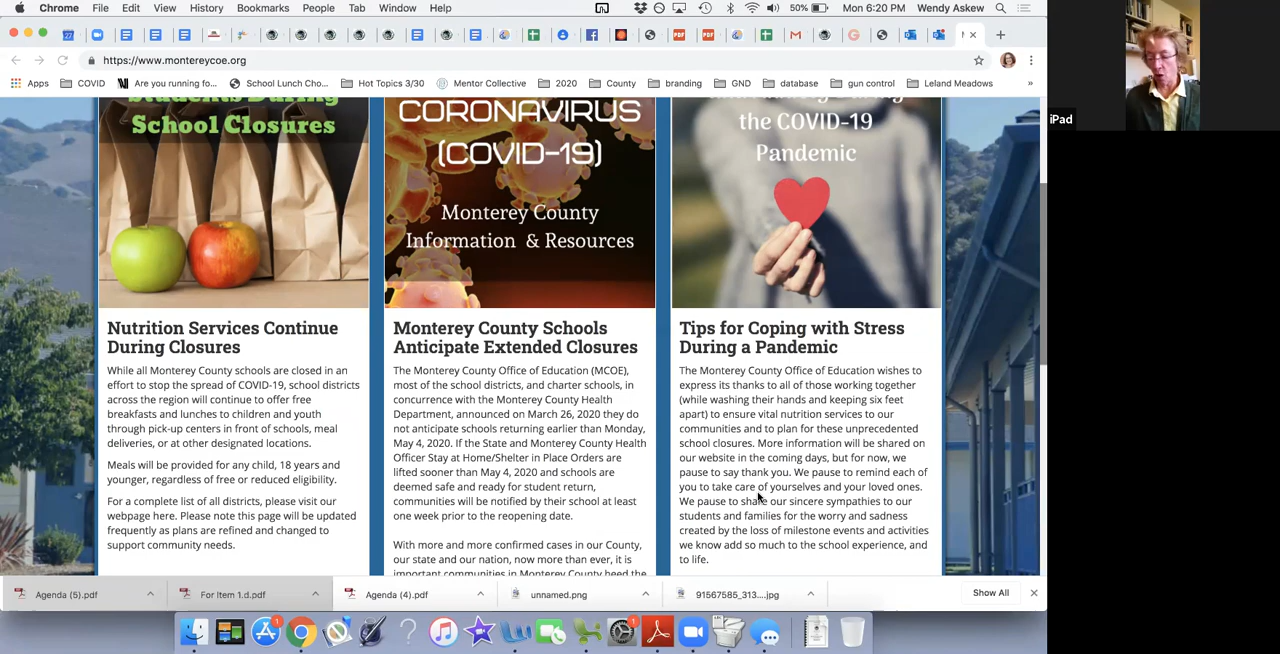 Chrome File Edit View History Bookmarks People Tab Window Help 50% Mon 6:20 PM Wendy Askew
https://www.montereycoe.org
Apps COVID Are you running fo... School Lunch Cho... Hot Topics 3/30 Mentor Collective 2020 County branding GND database gun control Leland Meadows »
Students During
School Closures
CORONAVIRUS
(COVID-19)
Monterey County
Information & Resources
the COVID-19
Pandemic
Nutrition Services Continue
During Closures
While all Monterey County schools are closed in an
effort to stop the spread of COVID-19, school districts
across the region will continue to offer free
breakfasts and lunches to children and youth
through pick-up centers in front of schools, meal
deliveries, or at other designated locations.
Meals will be provided for any child, 18 years and
younger, regardless of free or reduced eligibility.
For a complete list of all districts, please visit our
webpage here. Please note this page will be updated
frequently as plans are refined and changed to
support community needs.
Monterey County Schools
Anticipate Extended Closures
The Monterey County Office of Education (MCOE),
most of the school districts, and charter schools, in
concurrence with the Monterey County Health
Department, announced on March 26, 2020 they do
not anticipate schools returning earlier than Monday,
May 4, 2020. If the State and Monterey County Health
Officer Stay at Home/Shelter in Place Orders are
lifted sooner than May 4, 2020 and schools are
deemed safe and ready for student return,
communities will be notified by their school at least
one week prior to the reopening date.
With more and more confirmed cases in our County,
our state and our nation, now more than ever, it is
important communities in Monterey County heed the
Tips for Coping with Stress
During a Pandemic
The Monterey County Office of Education wishes to
express its thanks to all of those working together
(while washing their hands and keeping six feet
apart) to ensure vital nutrition services to our
communities and to plan for these unprecedented
school closures. More information will be shared on
our website in the coming days, but for now, we
pause to say thank you. We pause to remind each of
you to take care of yourselves and your loved ones.
We pause to share our sincere sympathies to our
students and families for the worry and sadness
created by the loss of milestone events and activities
we know add so much to the school experience, and
to life.
Agenda (5).pdf For Item 1.d.pdf Agenda (4).pdf unnamed.png 91567585_313....jpg Show All
iPad